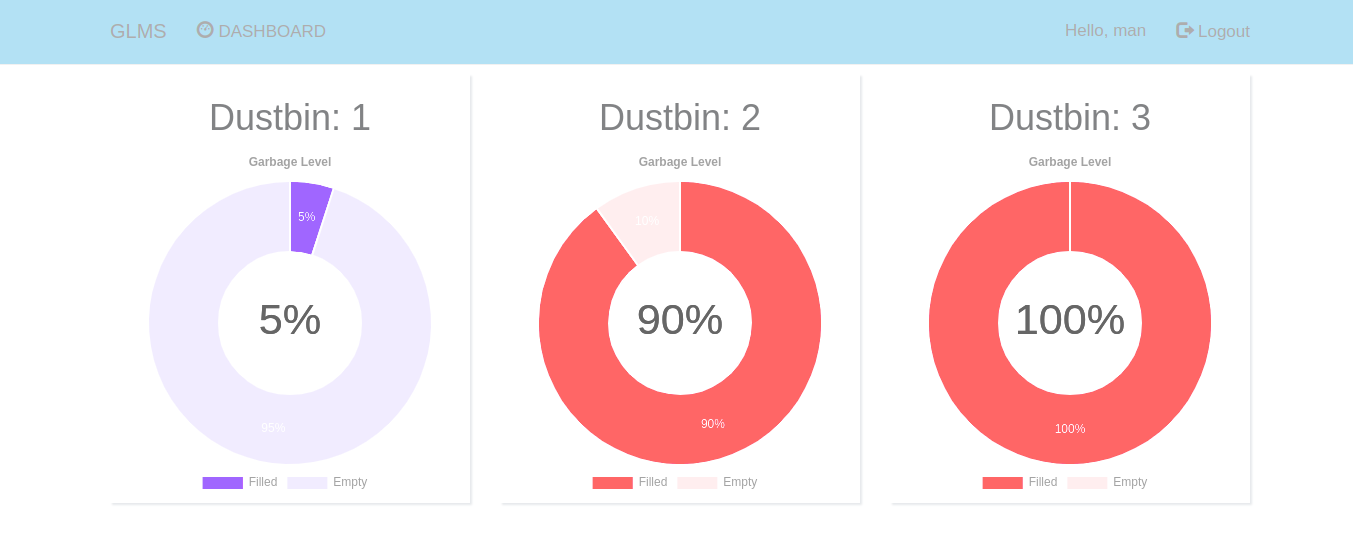 GLMS DASHBOARD Hello, man Logout
Dustbin: 1
Garbage Level
5%
5%
95%
Filled Empty
Dustbin: 2
Garbage Level
10%
90%
90%
Filled Empty
Dustbin: 3
Garbage Level
100%
100%
Filled Empty